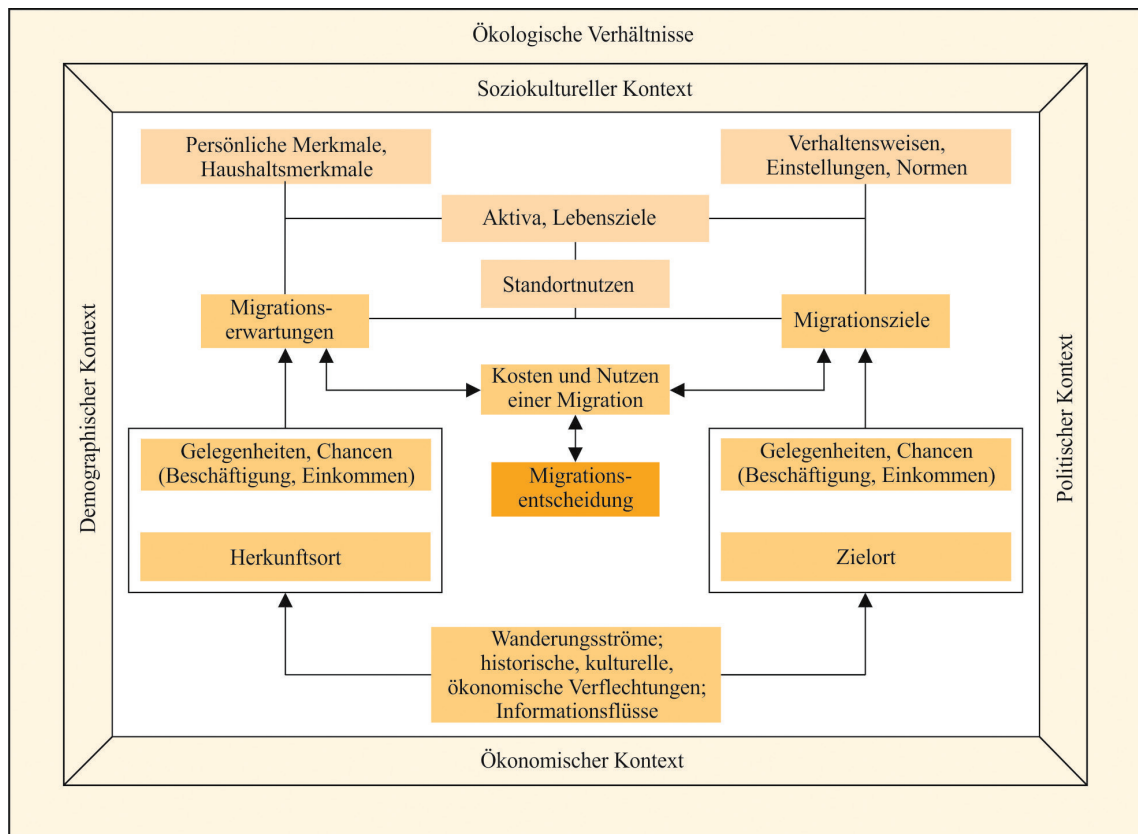 Ökologische Verhältnisse
Soziokultureller Kontext
Persönliche Merkmale,
Haushaltsmerkmale
Verhaltensweisen,
Einstellungen, Normen
Aktiva, Lebensziele
Standortnutzen
Migrations-
erwartungen
Migrationsziele
Kosten und Nutzen
einer Migration
Demographischer Kontext
Politischer Kontext
Gelegenheiten, Chancen
(Beschäftigung, Einkommen)
Migrations-
entscheidung
Gelegenheiten, Chancen
(Beschäftigung, Einkommen)
Herkunftsort
Zielort
Wanderungsströme;
historische, kulturelle,
ökonomische Verflechtungen;
Informationsflüsse
Ökonomischer Kontext